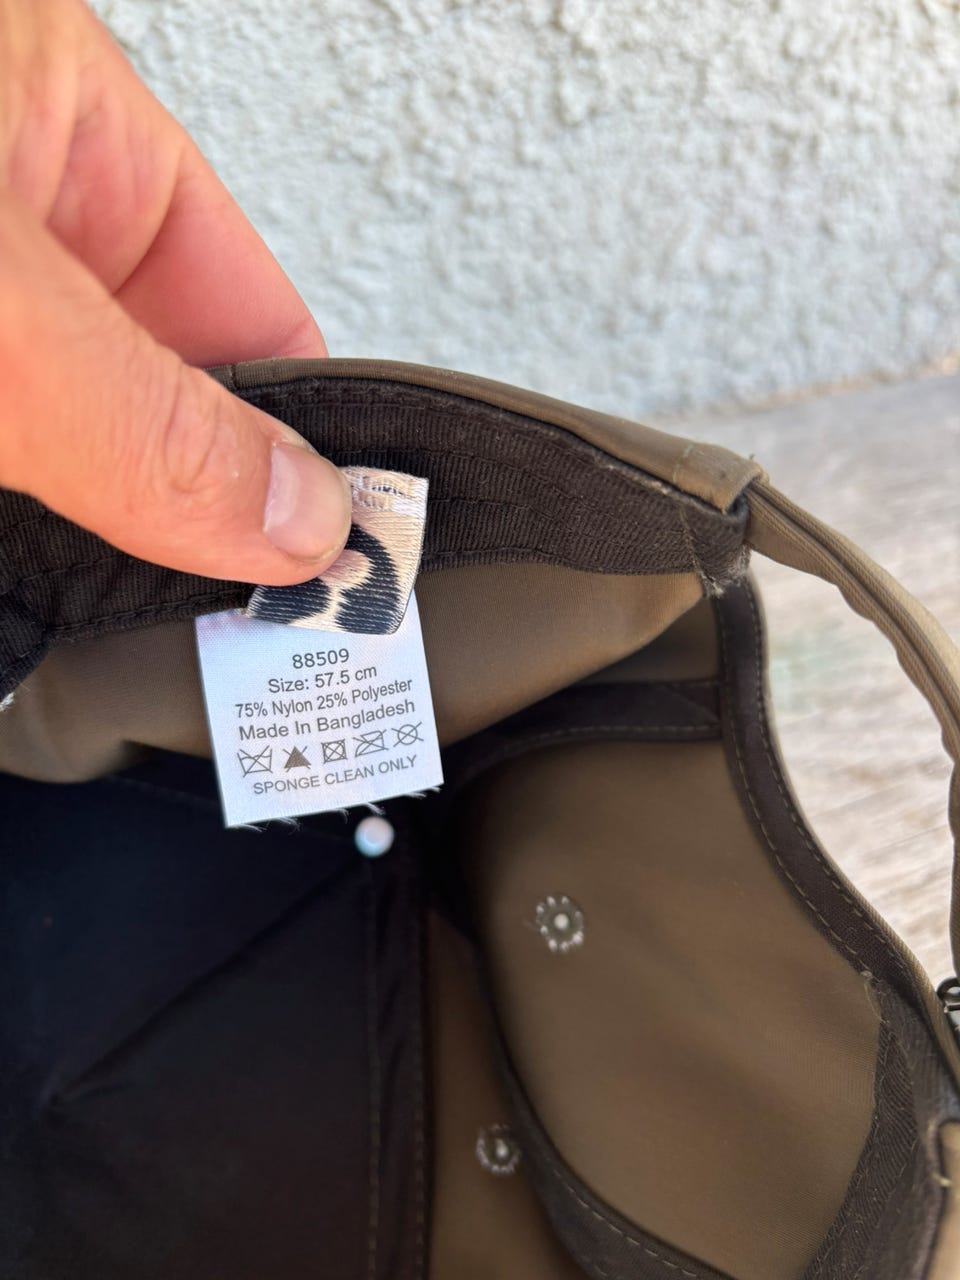 88509
Size: 57.5 cm
75% Nylon 25% Polyester
Made In Bangladesh
SPONGE CLEAN ONLY